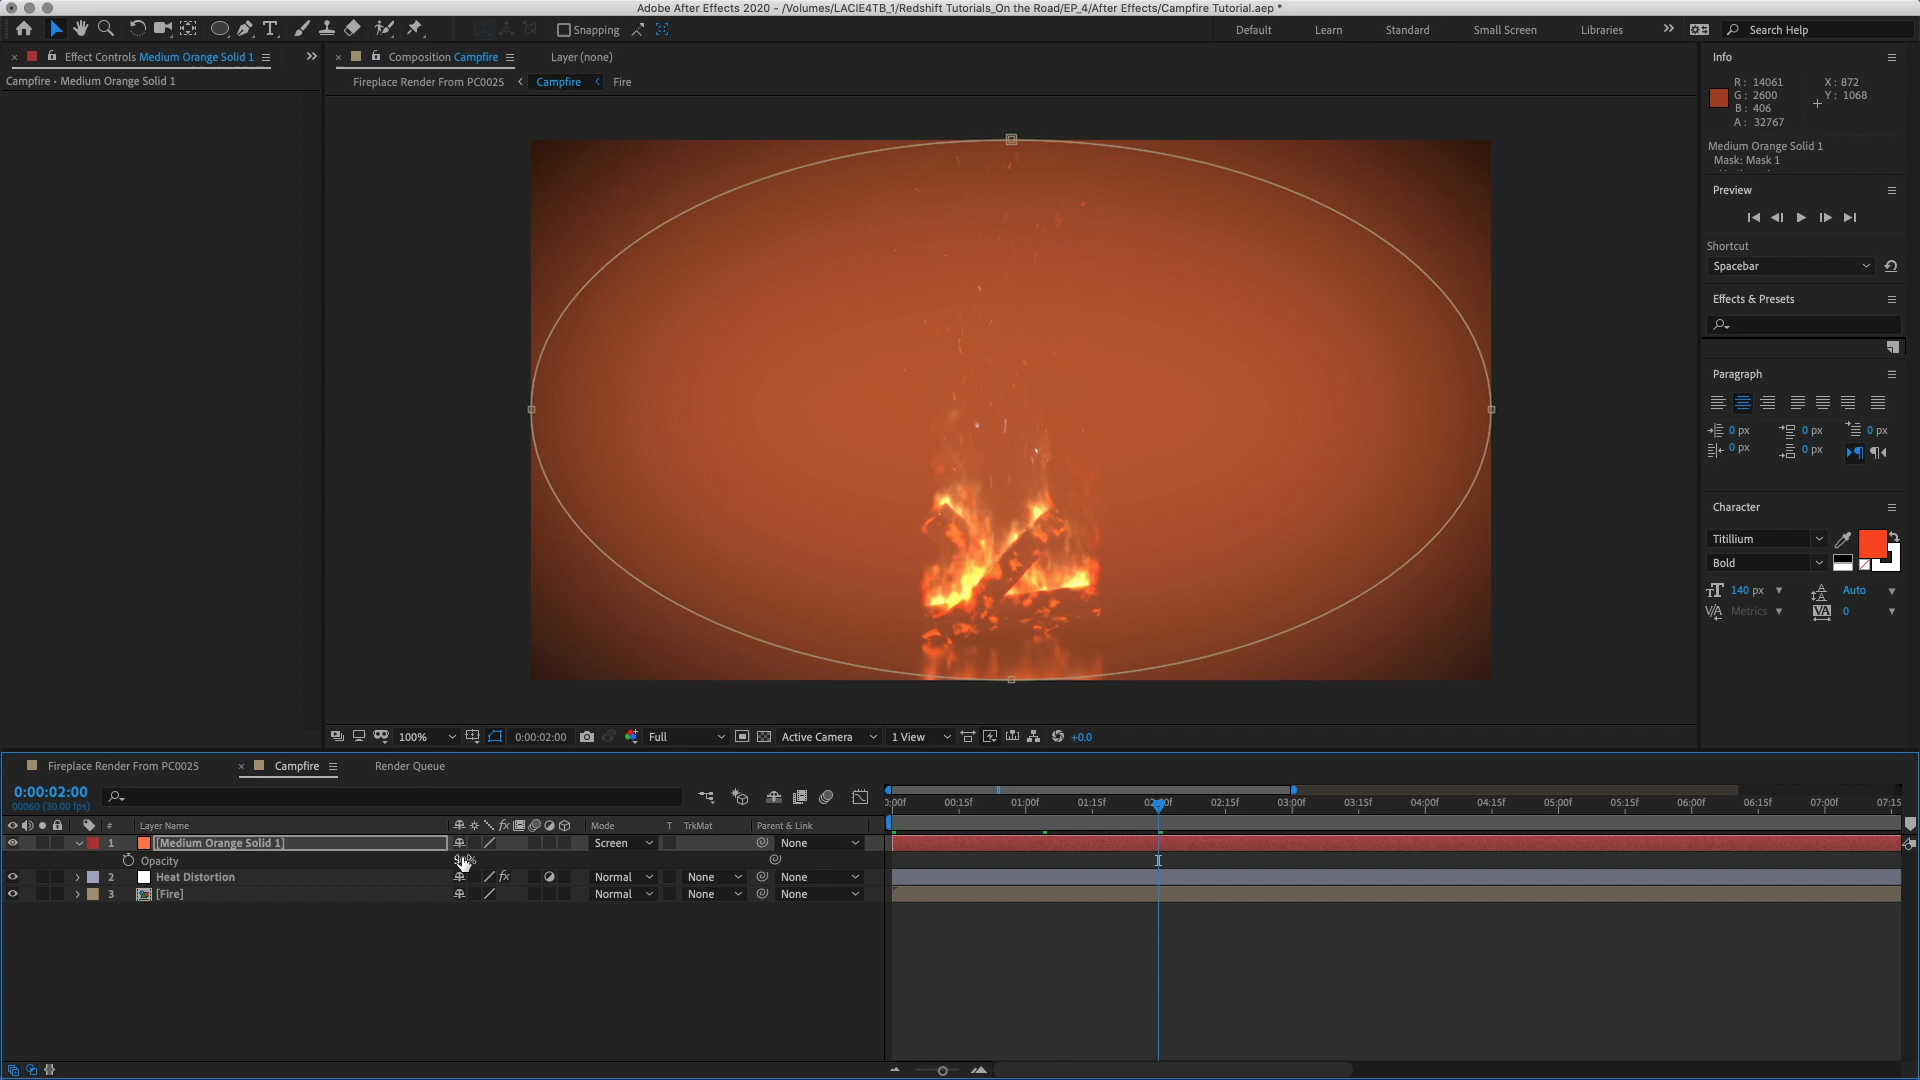 Adobe After Effects 2020 - /Volumes/LACIE4TB_1/Redshift Tutorials_On the Road/EP_4/After Effects/Campfire Tutorial.aep *
Snapping
Default
Learn
Standard
Small Screen
Libraries
Search Help
Effect Controls Medium Orange Solid 1
Campfire • Medium Orange Solid 1
Composition Campfire
Layer (none)
Fireplace Render From PC0025
Campfire
Fire
Info
R: 14061
G: 2600
B: 406
A: 32767
X: 872
Y: 1068
Medium Orange Solid 1
Mask: Mask 1
Preview
Shortcut
Spacebar
Effects & Presets
Paragraph
0 px
0 px
0 px
0 px
0 px
Character
Titillium
Bold
140 px
Auto
Metrics
0
100%
0:00:02:00
Full
Active Camera
1 View
+0.0
Fireplace Render From PC0025
Campfire
Render Queue
0:00:02:00
00060 (30.00 fps)
0:00f
00:15f
01:00f
01:15f
02:15f
03:00f
03:15f
04:00f
04:15f
05:00f
05:15f
06:00f
06:15f
07:00f
07:15
#
Layer Name
Mode
T
TrkMat
Parent & Link
1
[Medium Orange Solid 1]
Screen
None
Opacity
2
Heat Distortion
fx
Normal
None
None
3
[Fire]
Normal
None
None